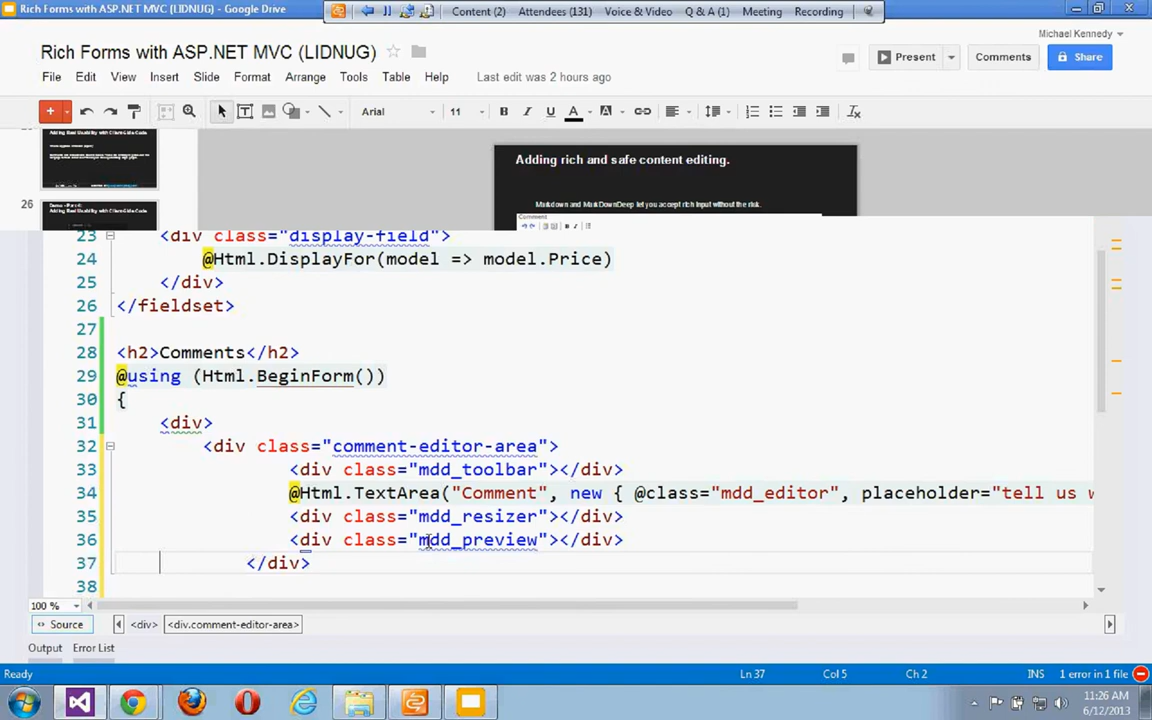 Rich Forms with ASP.NET MVC (LIDNUG) - Google Drive
Content (2) Attendees (131) Voice & Video Q & A (1) Meeting Recording
Rich Forms with ASP.NET MVC (LIDNUG)
Michael Kennedy
File Edit View Insert Slide Format Arrange Tools Table Help Last edit was 2 hours ago
Present Comments Share
Arial 11 B I U A A
Adding rich and safe content editing.
Markdown and MarkDownDeep let you accept rich input without the risk.
Comment
26
23 <div class="display-field">
24 @Html.DisplayFor(model => model.Price)
25 </div>
26 </fieldset>
27
28 <h2>Comments</h2>
29 @using (Html.BeginForm())
30 {
31 <div>
32 <div class="comment-editor-area">
33 <div class="mdd_toolbar"></div>
34 @Html.TextArea("Comment", new { @class="mdd_editor", placeholder="tell us w
35 <div class="mdd_resizer"></div>
36 <div class="mdd_preview"></div>
37 </div>
38
100 %
Source <div> <div.comment-editor-area>
Output Error List
Ready Ln 37 Col 5 Ch 2 INS 1 error in 1 file
11:26 AM
6/12/2013